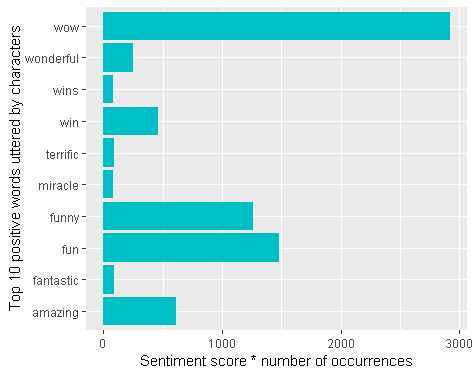 Top 10 positive words uttered by characters
wow
wonderful
wins
win
terrific
miracle
funny
fun
fantastic
amazing
0 1000 2000 3000
Sentiment score * number of occurrences